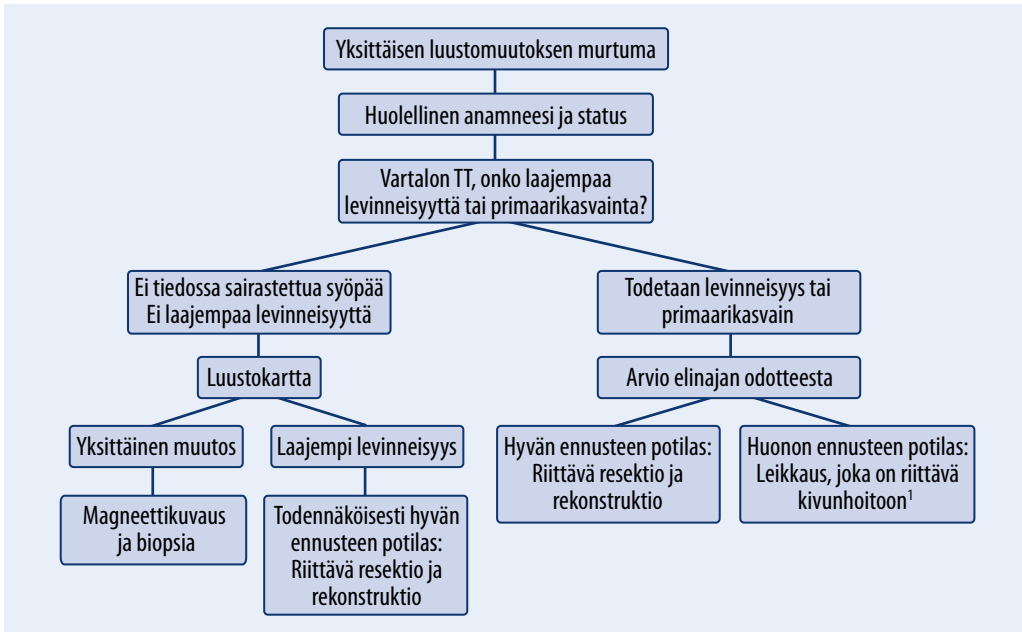 Yksittäisen luustomuutoksen murtuma
Huolellinen anamneesi ja status
Vartalon TT, onko laajempaa
levinneisyyttä tai primaarikasvainta?
Ei tiedossa sairastettua syöpää
Ei laajempaa levinneisyyttä
Todetaan levinneisyys tai
primaarikasvain
Luustokartta
Arvio elinajan odotteesta
Yksittäinen muutos
Laajempi levinneisyys
Hyvän ennusteen potilas:
Riittävä resektio ja
rekonstruktio
Huonon ennusteen potilas:
Leikkaus, joka on riittävä
kivunhoitoon¹
Magneettikuvaus
ja biopsia
Todennäköisesti hyvän
ennusteen potilas:
Riittävä resektio ja
rekonstruktio